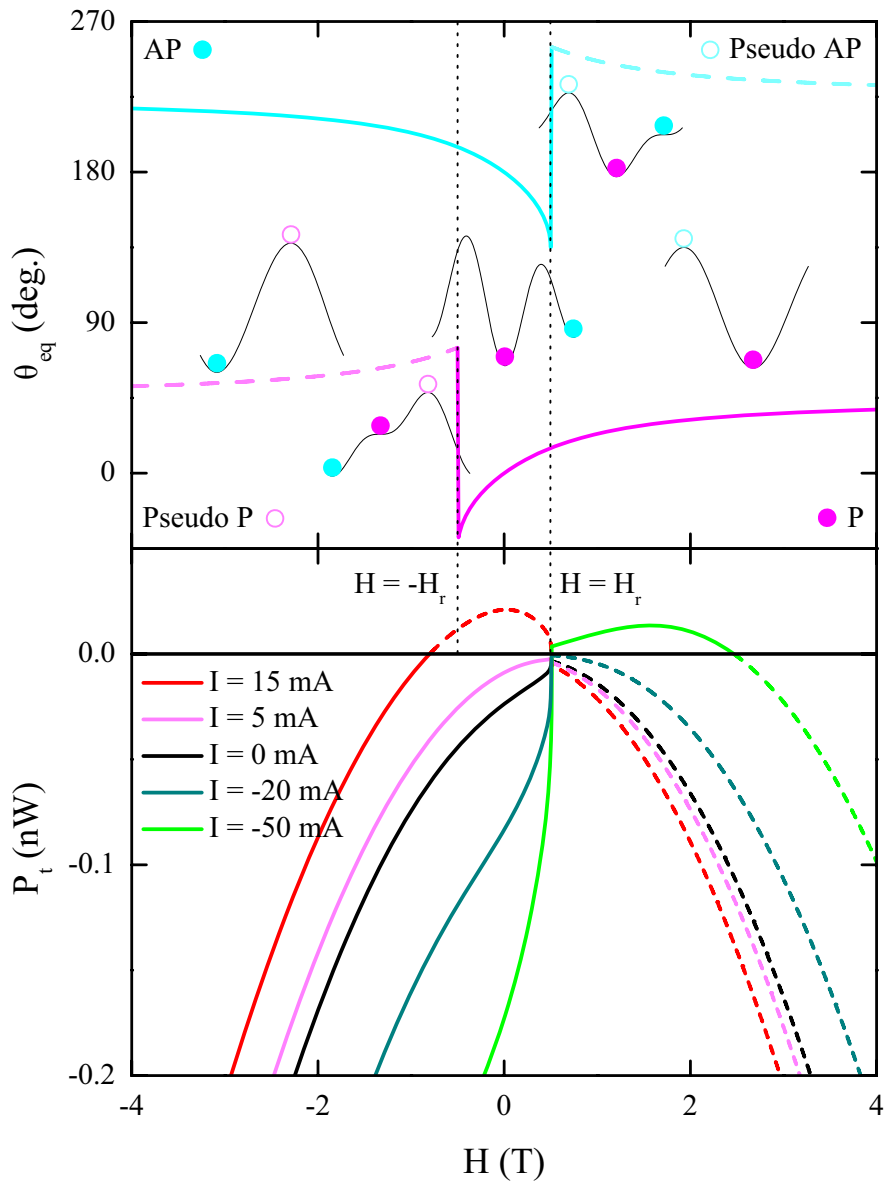 270
AP
Pseudo AP
180
90
0
θeq (deg.)
Pseudo P
P
H = -Hr
H = Hr
0.0
I = 15 mA
I = 5 mA
I = 0 mA
I = -20 mA
I = -50 mA
-0.1
-0.2
Pt (nW)
-4
-2
0
2
4
H (T)